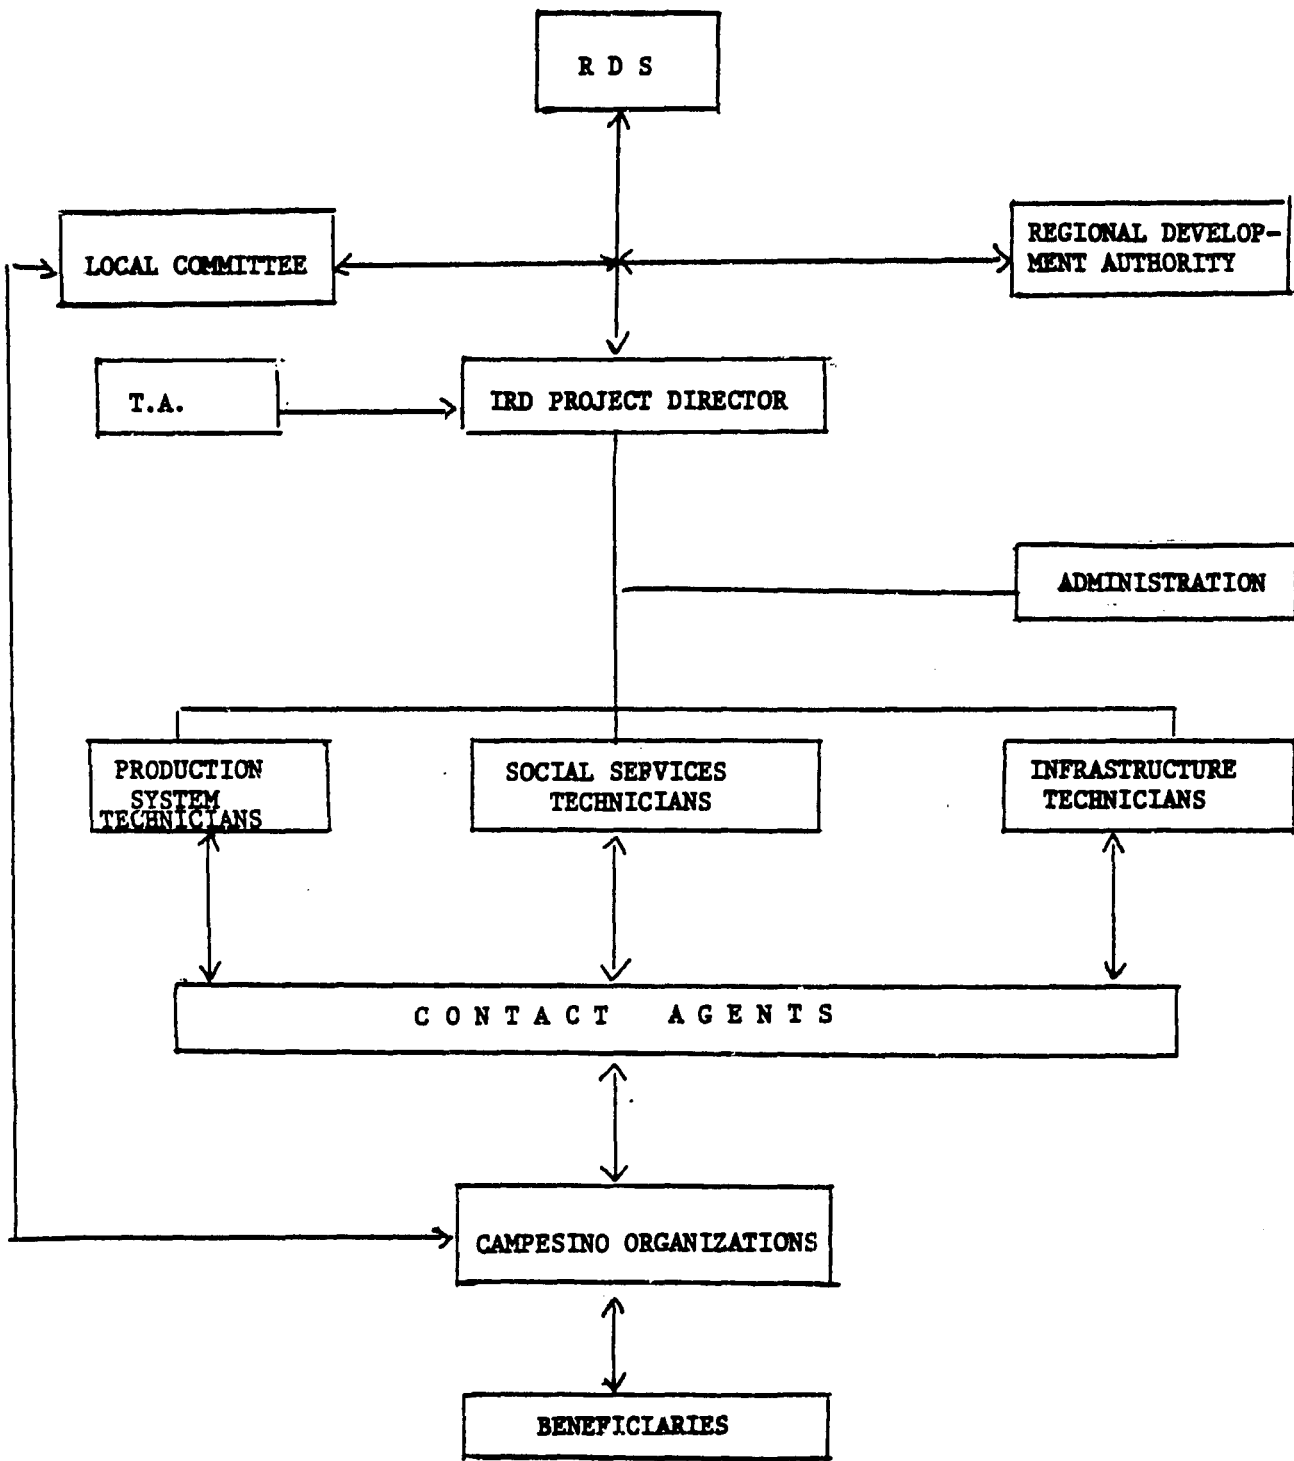 R D S
LOCAL COMMITTEE
REGIONAL DEVELOP-
MENT AUTHORITY
T.A.
IRD PROJECT DIRECTOR
ADMINISTRATION
PRODUCTION
SYSTEM
TECHNICIANS
SOCIAL SERVICES
TECHNICIANS
INFRASTRUCTURE
TECHNICIANS
C O N T A C T   A G E N T S
CAMPESINO ORGANIZATIONS
BENEFICIARIES